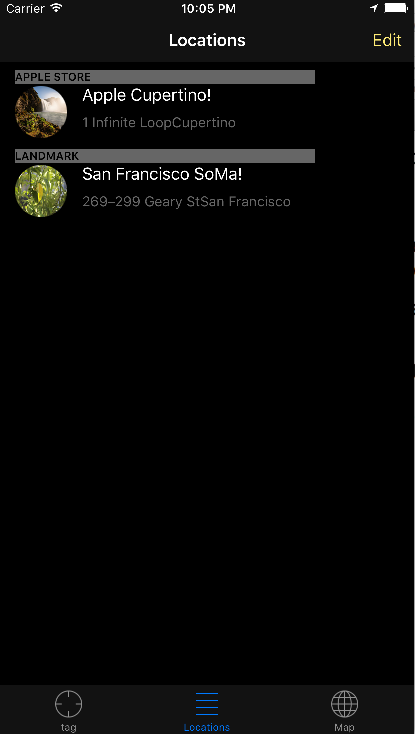 Carrier 10:05 PM
Locations Edit
APPLE STORE
Apple Cupertino!
1 Infinite LoopCupertino
LANDMARK
San Francisco SoMa!
269–299 Geary StSan Francisco
tag Locations Map